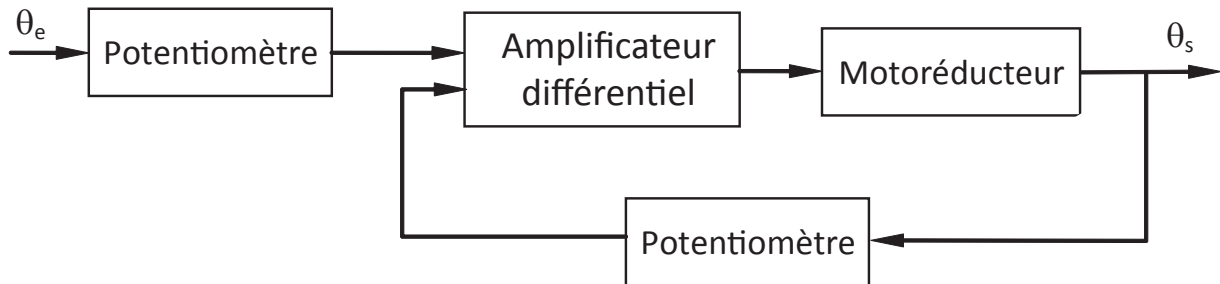 θe
Potentiomètre
Amplificateur
différentiel
Motoréducteur
θs
Potentiomètre